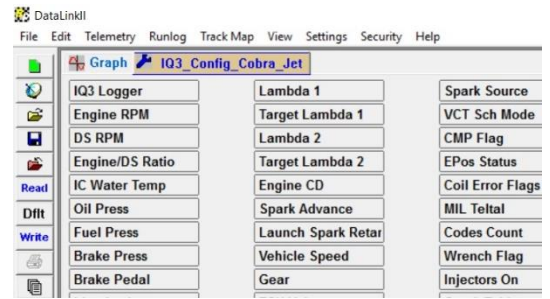 DataLinkII
File Edit Telemetry Runlog Track Map View Settings Security Help
Graph IQ3_Config_Cobra_Jet
IQ3 Logger Lambda 1 Spark Source
Engine RPM Target Lambda 1 VCT Sch Mode
DS RPM Lambda 2 CMP Flag
Engine/DS Ratio Target Lambda 2 EPos Status
Read IC Water Temp Engine CD Coil Error Flags
Dflt Oil Press Spark Advance MIL Teltal
Write Fuel Press Launch Spark Retar Codes Count
Brake Press Vehicle Speed Wrench Flag
Brake Pedal Gear Injectors On